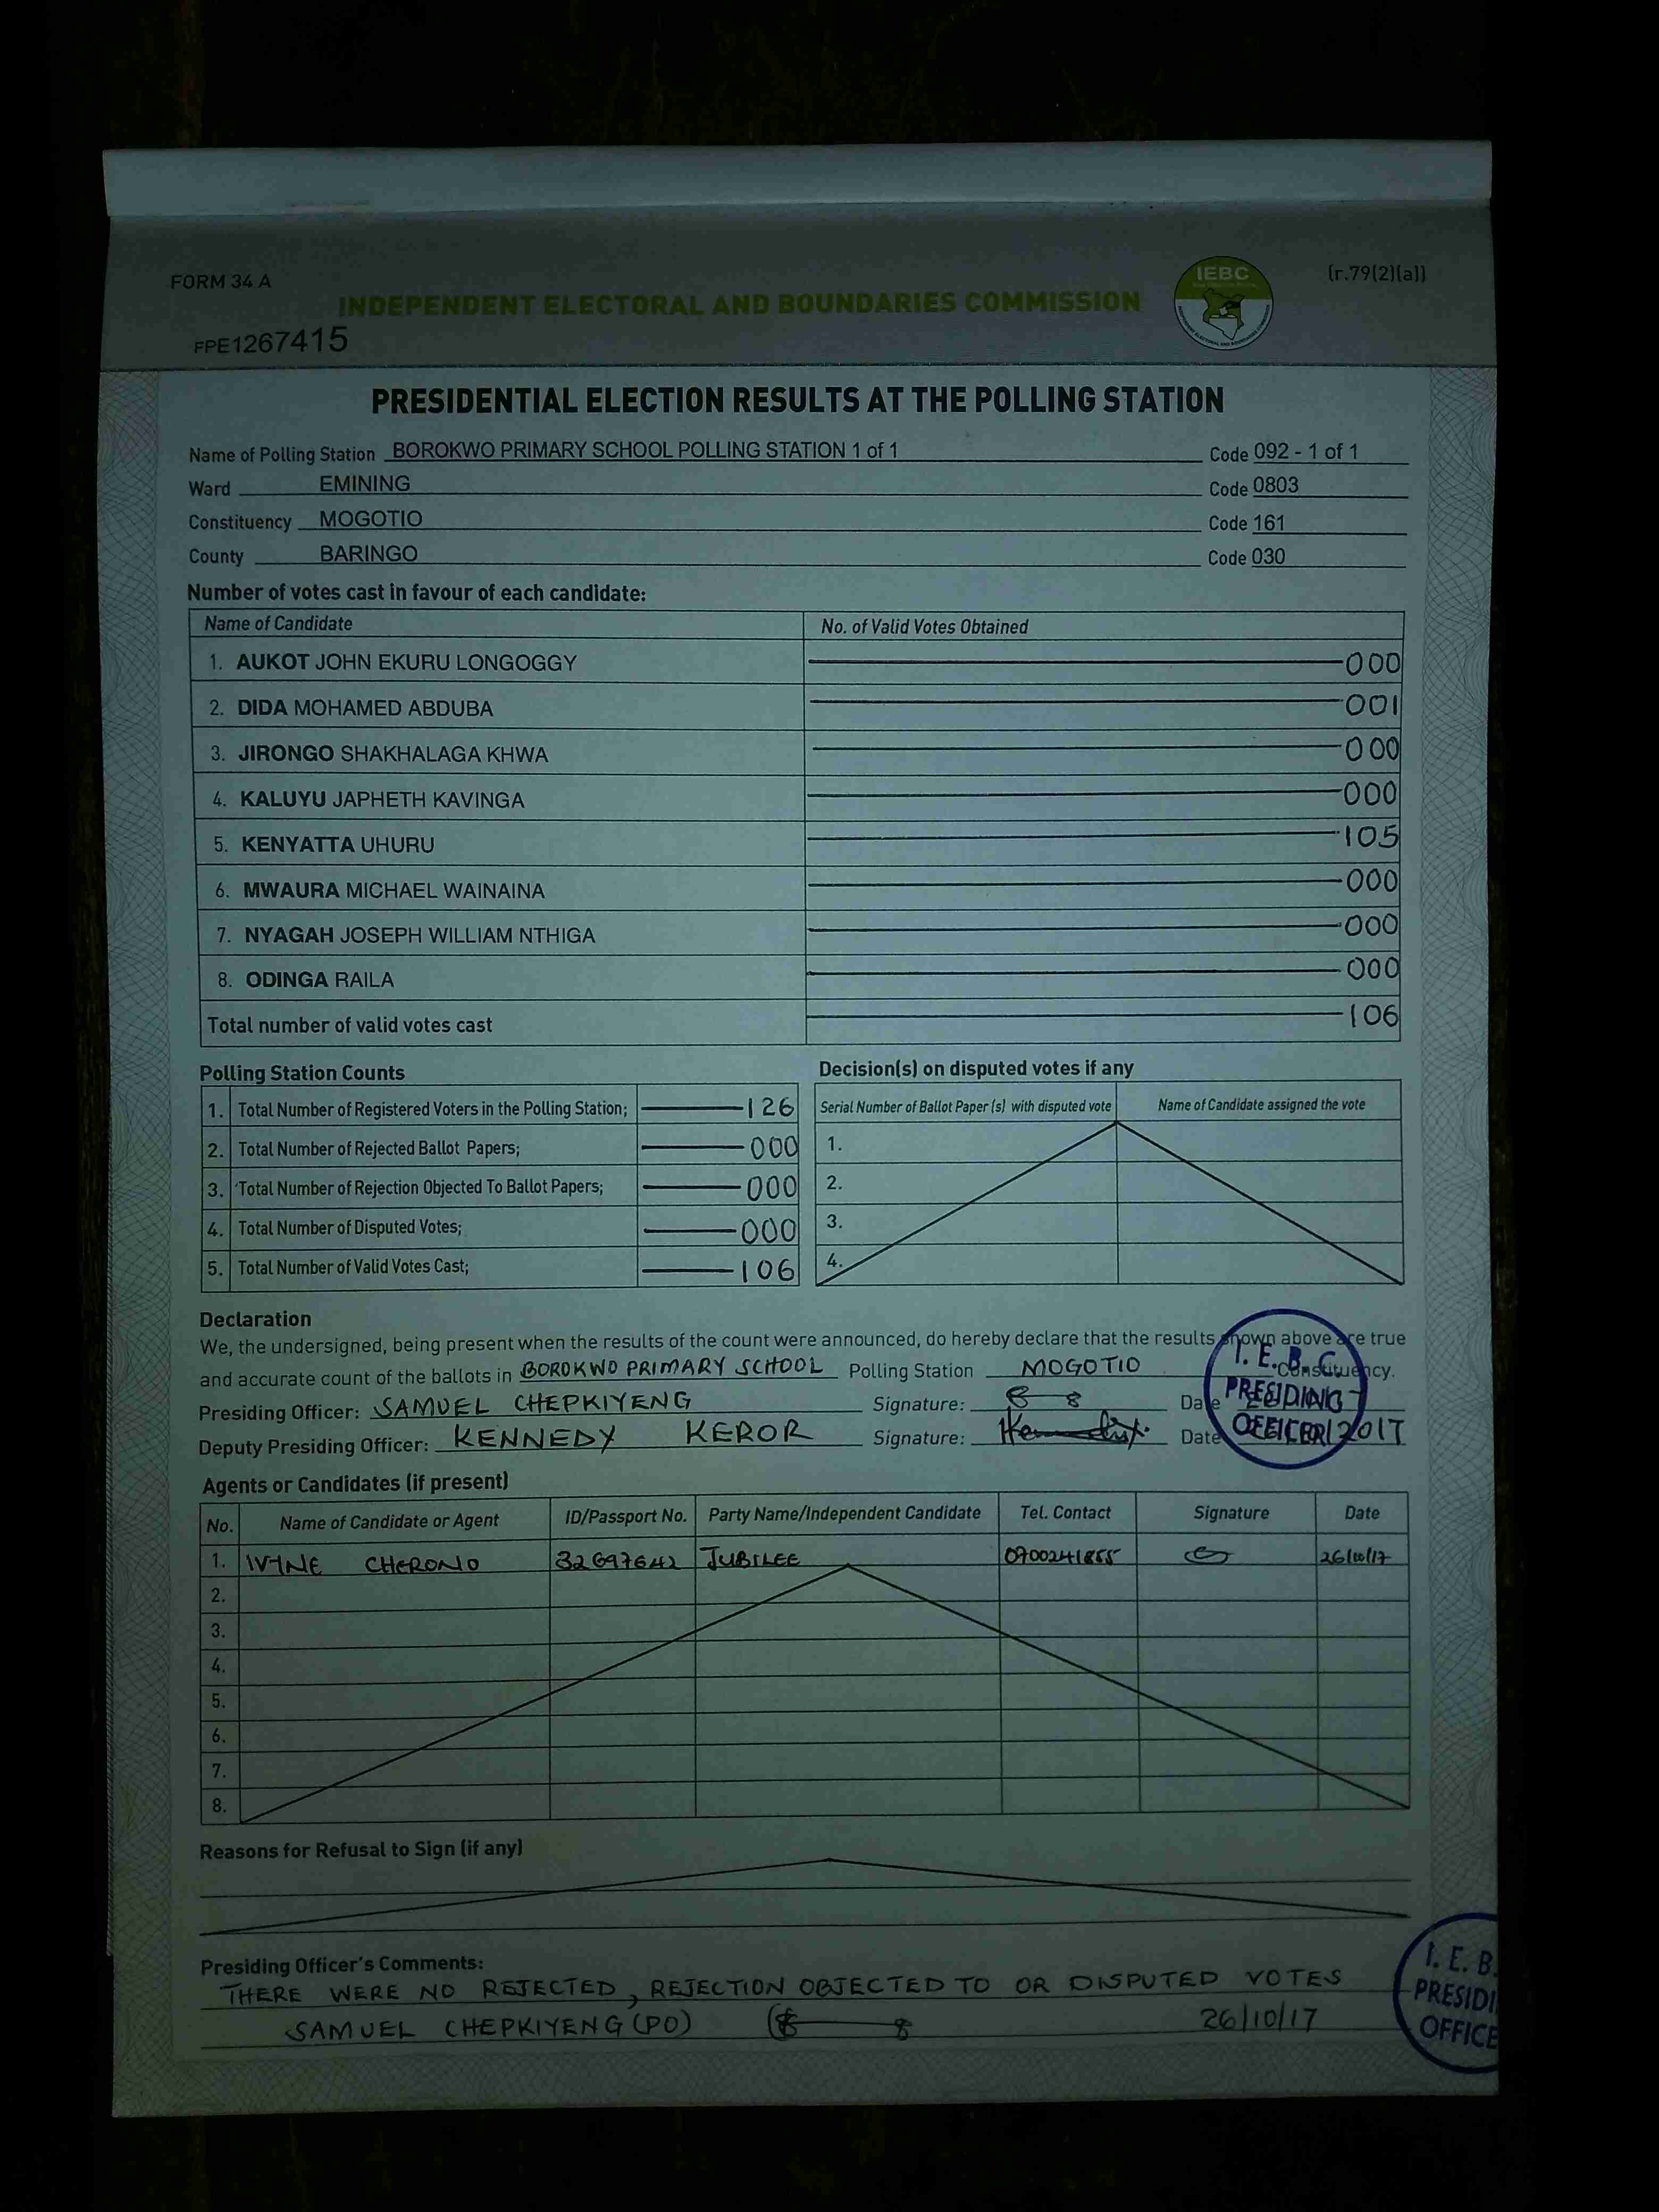 FORM 34 A
(r.79(2)(a))
IEBC
INDEPENDENT ELECTORAL AND BOUNDARIES COMMISSION
FPE1267415
PRESIDENTIAL ELECTION RESULTS AT THE POLLING STATION
Name of Polling Station BOROKWO PRIMARY SCHOOL POLLING STATION 1 of 1 Code 092 - 1 of 1
Ward EMINING Code 0803
Constituency MOGOTIO Code 161
County BARINGO Code 030
Number of votes cast in favour of each candidate:
Name of Candidate No. of Valid Votes Obtained
1. AUKOT JOHN EKURU LONGOGGY 000
2. DIDA MOHAMED ABDUBA 001
3. JIRONGO SHAKHALAGA KHWA 000
4. KALUYU JAPHETH KAVINGA 000
5. KENYATTA UHURU 105
6. MWAURA MICHAEL WAINAINA 000
7. NYAGAH JOSEPH WILLIAM NTHIGA 000
8. ODINGA RAILA 000
Total number of valid votes cast 106
Polling Station Counts
1. Total Number of Registered Voters in the Polling Station; 126
2. Total Number of Rejected Ballot Papers; 000
3. Total Number of Rejection Objected To Ballot Papers; 000
4. Total Number of Disputed Votes; 000
5. Total Number of Valid Votes Cast; 106
Decision(s) on disputed votes if any
Serial Number of Ballot Paper (s) with disputed vote Name of Candidate assigned the vote
1.
2.
3.
4.
Declaration
We, the undersigned, being present when the results of the count were announced, do hereby declare that the results shown above are true
and accurate count of the ballots in BOROKWO PRIMARY SCHOOL Polling Station MOGOTIO Constituency.
Presiding Officer: SAMUEL CHEPKIYENG Signature: Date
Deputy Presiding Officer: KENNEDY KEROR Signature: Date 2017
I. E. B. C.
PRESIDING
OFFICER
Agents or Candidates (if present)
No. Name of Candidate or Agent ID/Passport No. Party Name/Independent Candidate Tel. Contact Signature Date
1. CHERONO 32697642 JUBILEE 0700241855 26/10/17
2.
3.
4.
5.
6.
7.
8.
Reasons for Refusal to Sign (if any)
Presiding Officer's Comments:
THERE WERE NO REJECTED, REJECTION OBJECTED TO OR DISPUTED VOTES
SAMUEL CHEPKIYENG (PO) 26/10/17
I. E. B.
PRESIDI
OFFICE